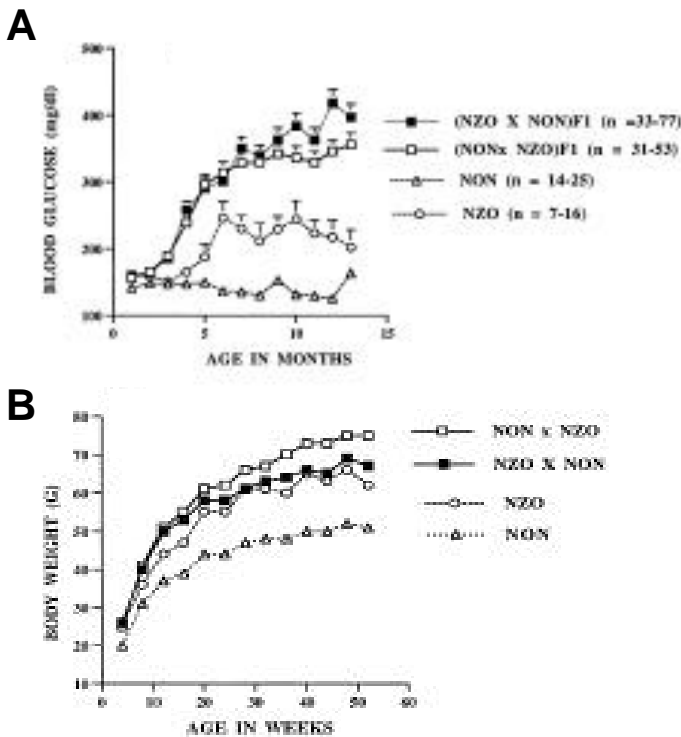 A
500
400
300
200
100
BLOOD GLUCOSE (mg/dl)
(NZO X NON)F1 (n =33-77)
(NONx NZO)F1 (n = 31-53)
NON (n = 14-25)
NZO (n = 7-16)
0 5 10 15
AGE IN MONTHS
B
80
70
60
50
40
30
20
10
BODY WEIGHT (G)
NON x NZO
NZO X NON
NZO
NON
0 10 20 30 40 50 60
AGE IN WEEKS